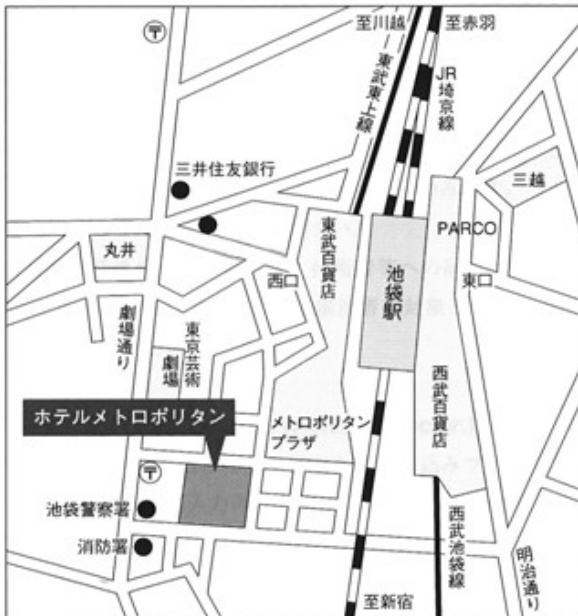 至川越
至赤羽
東武東上線
JR埼京線
三井住友銀行
三越
丸井
東武百貨店
PARCO
西口
池袋駅
東口
劇場通り
東京芸術
劇場
西武百貨店
ホテルメトロポリタン
メトロポリタン
プラザ
〒
〒
池袋警察署
消防署
西武池袋線
明治通り
至新宿